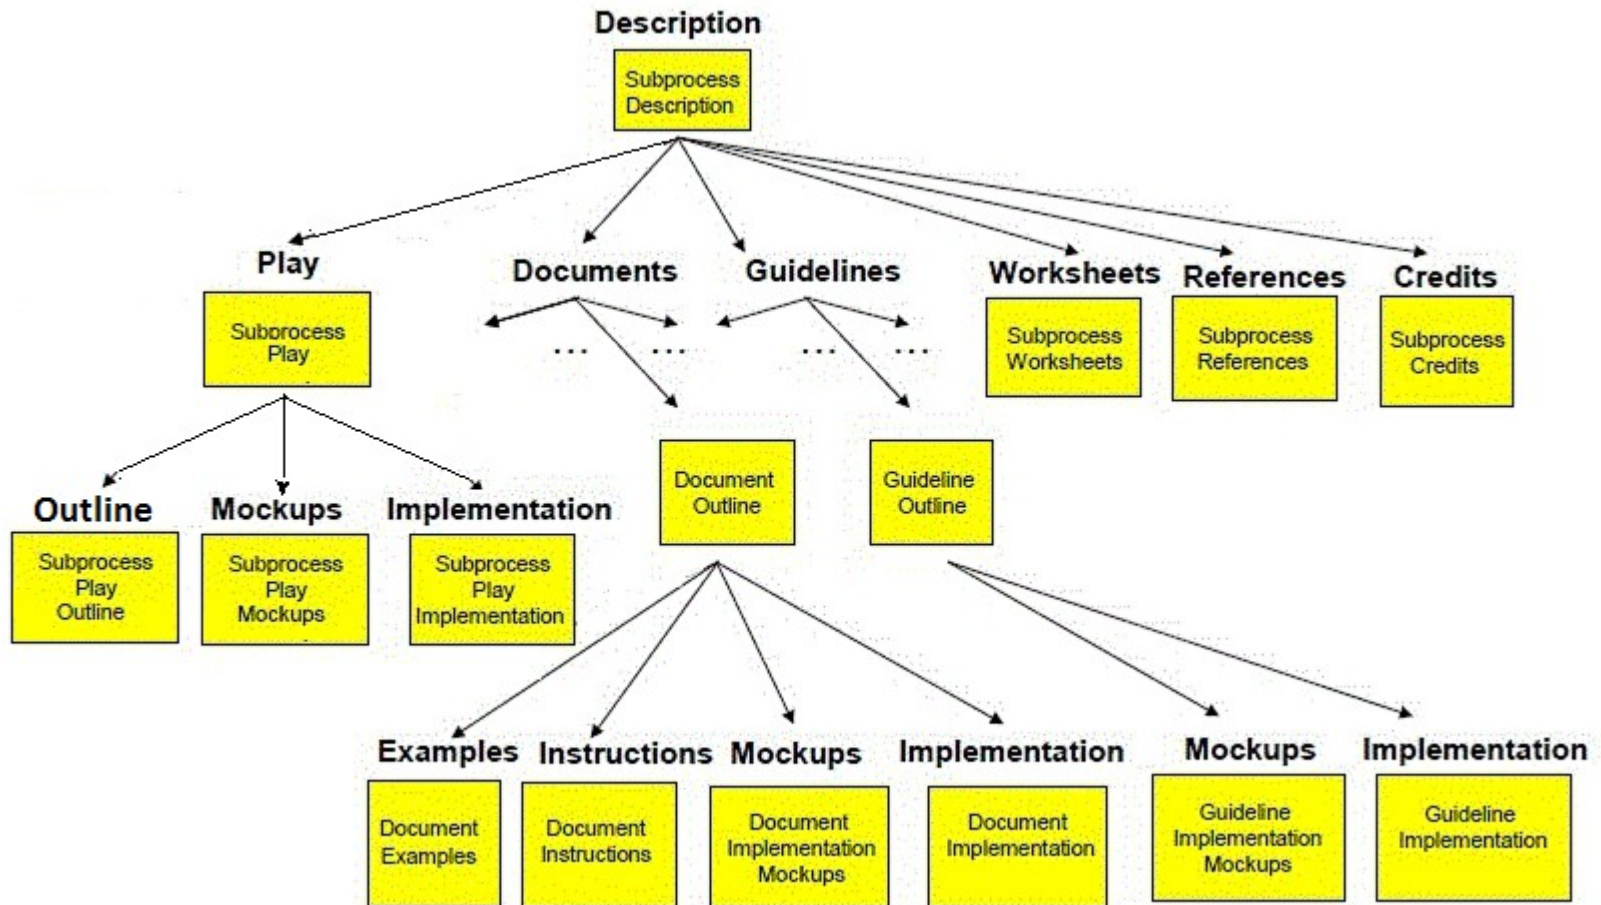 Description
Subprocess
Description
Play
Documents
Guidelines
Worksheets
References
Credits
Subprocess
Play
Subprocess
Worksheets
Subprocess
References
Subprocess
Credits
...
...
...
...
Document
Outline
Guideline
Outline
Outline
Mockups
Implementation
Subprocess
Play
Outline
Subprocess
Play
Mockups
Subprocess
Play
Implementation
Examples
Instructions
Mockups
Implementation
Mockups
Implementation
Document
Examples
Document
Instructions
Document
Implementation
Mockups
Document
Implementation
Guideline
Implementation
Mockups
Guideline
Implementation